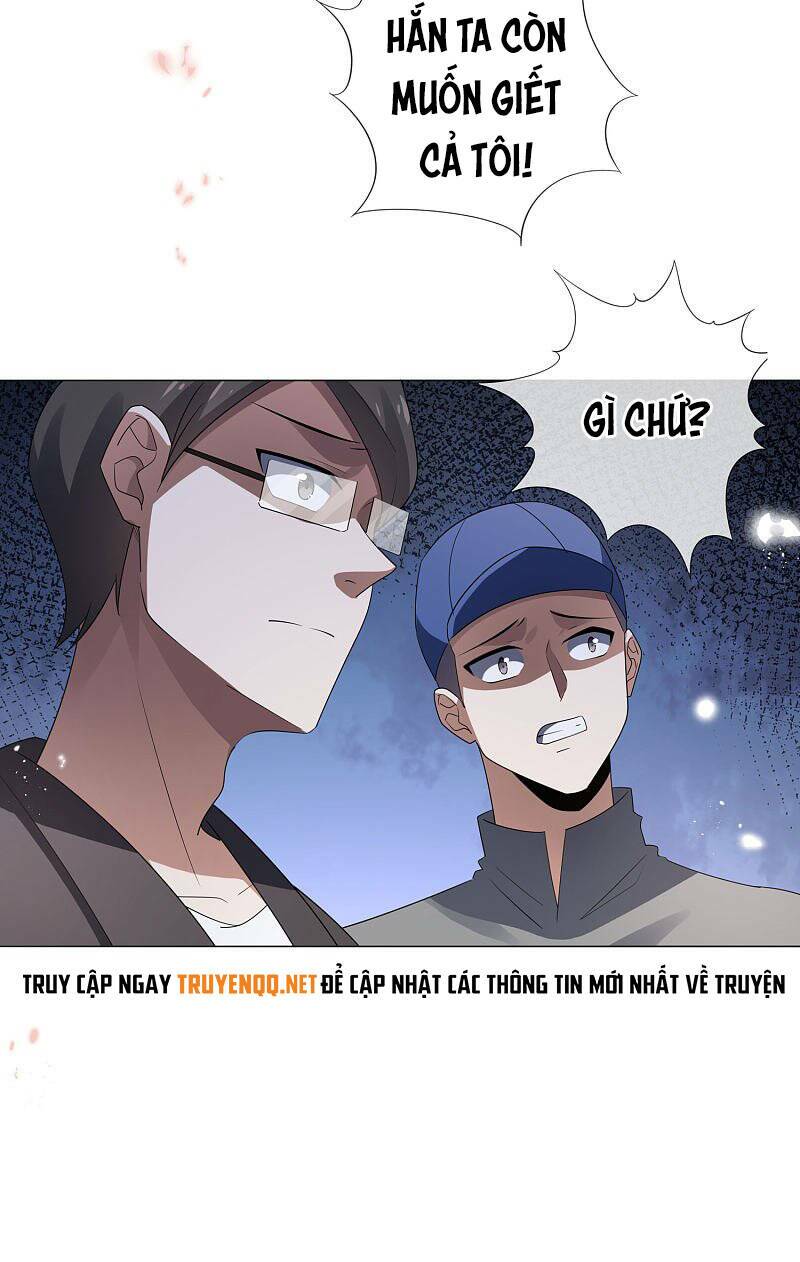 HẮN TA CÒN
MUỐN GIẾT
CẢ TÔI!
GÌ CHỨ?
TRUY CẬP NGAY TRUYENQQ.NET ĐỂ CẬP NHẬT CÁC THÔNG TIN MỚI NHẤT VỀ TRUYỆN